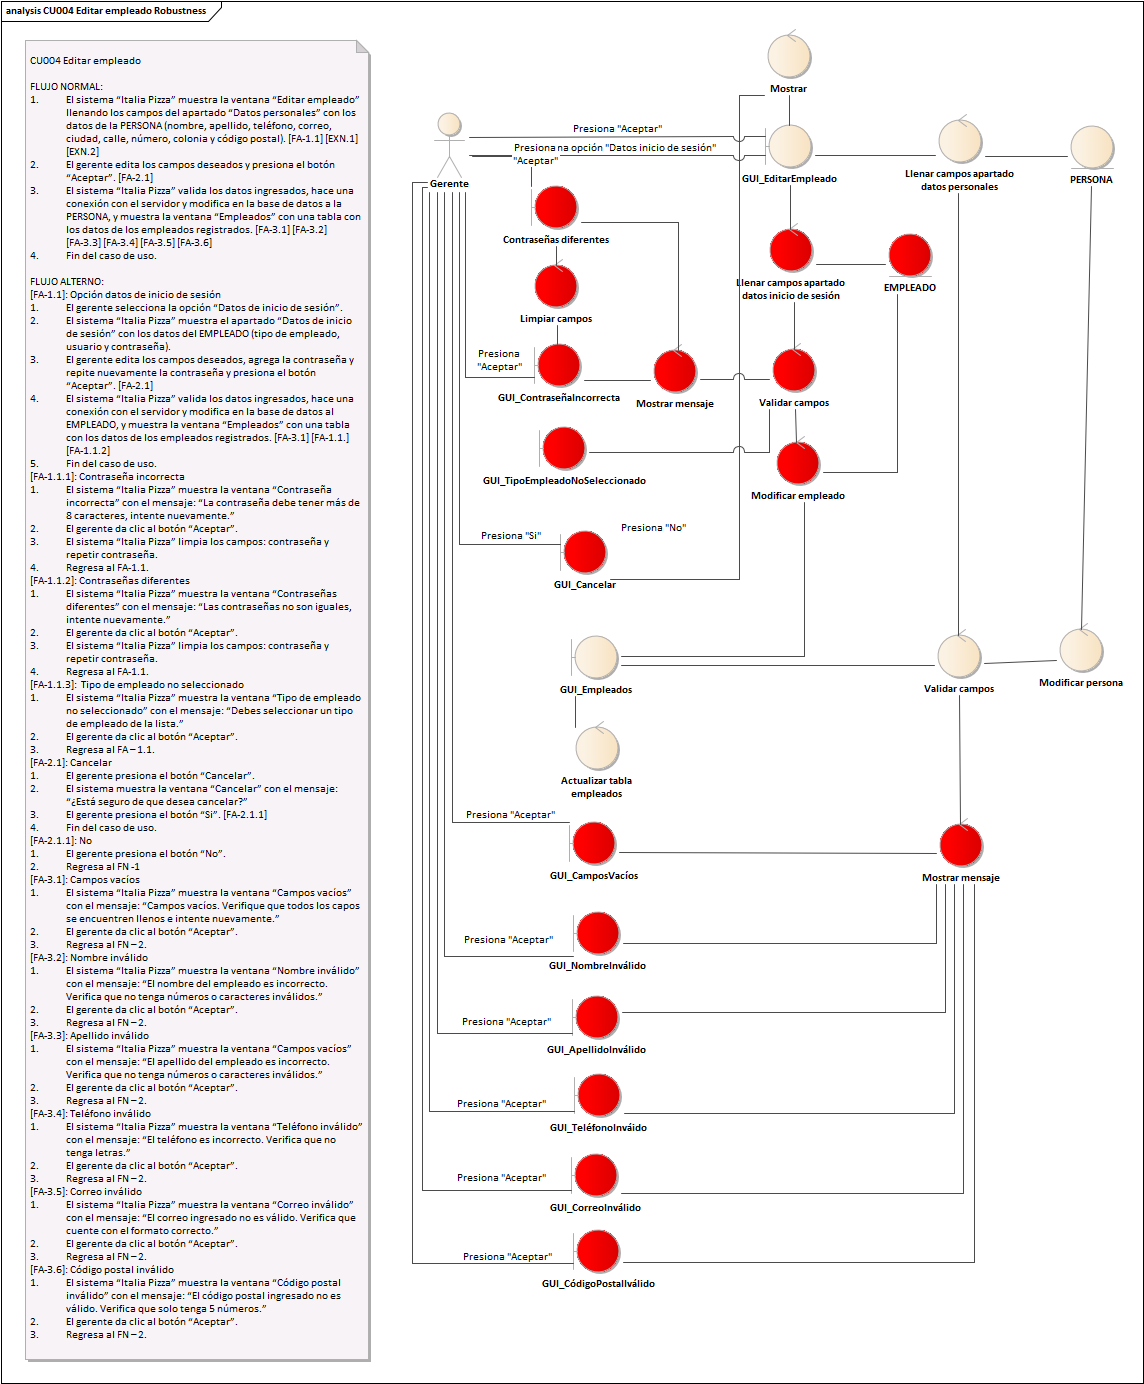 analysis CU004 Editar empleado Robustness
CU004 Editar empleado
FLUJO NORMAL:
1. El sistema “Italia Pizza” muestra la ventana “Editar empleado”
llenando los campos del apartado “Datos personales” con los
datos de la PERSONA (nombre, apellido, teléfono, correo,
ciudad, calle, número, colonia y código postal). [FA-1.1] [EXN.1]
[EXN.2]
2. El gerente edita los campos deseados y presiona el botón
“Aceptar”. [FA-2.1]
3. El sistema “Italia Pizza” valida los datos ingresados, hace una
conexión con el servidor y modifica en la base de datos a la
PERSONA, y muestra la ventana “Empleados” con una tabla con
los datos de los empleados registrados. [FA-3.1] [FA-3.2]
[FA-3.3] [FA-3.4] [FA-3.5] [FA-3.6]
4. Fin del caso de uso.
FLUJO ALTERNO:
[FA-1.1]: Opción datos de inicio de sesión
1. El gerente selecciona la opción “Datos de inicio de sesión”.
2. El sistema “Italia Pizza” muestra el apartado “Datos de inicio
de sesión” con los datos del EMPLEADO (tipo de empleado,
usuario y contraseña).
3. El gerente edita los campos deseados, agrega la contraseña y
repite nuevamente la contraseña y presiona el botón
“Aceptar”. [FA-2.1]
4. El sistema “Italia Pizza” valida los datos ingresados, hace una
conexión con el servidor y modifica en la base de datos al
EMPLEADO, y muestra la ventana “Empleados” con una tabla
con los datos de los empleados registrados. [FA-3.1] [FA-1.1.]
[FA-1.1.2]
5. Fin del caso de uso.
[FA-1.1.1]: Contraseña incorrecta
1. El sistema “Italia Pizza” muestra la ventana “Contraseña
incorrecta” con el mensaje: “La contraseña debe tener más de
8 caracteres, intente nuevamente.”
2. El gerente da clic al botón “Aceptar”.
3. El sistema “Italia Pizza” limpia los campos: contraseña y
repetir contraseña.
4. Regresa al FA-1.1.
[FA-1.1.2]: Contraseñas diferentes
1. El sistema “Italia Pizza” muestra la ventana “Contraseñas
diferentes” con el mensaje: “Las contraseñas no son iguales,
intente nuevamente.”
2. El gerente da clic al botón “Aceptar”.
3. El sistema “Italia Pizza” limpia los campos: contraseña y
repetir contraseña.
4. Regresa al FA-1.1.
[FA-1.1.3]: Tipo de empleado no seleccionado
1. El sistema “Italia Pizza” muestra la ventana “Tipo de empleado
no seleccionado” con el mensaje: “Debes seleccionar un tipo
de empleado de la lista.”
2. El gerente da clic al botón “Aceptar”.
3. Regresa al FA – 1.1.
[FA-2.1]: Cancelar
1. El gerente presiona el botón “Cancelar”.
2. El sistema muestra la ventana “Cancelar” con el mensaje:
“¿Está seguro de que desea cancelar?”
3. El gerente presiona el botón “Si”. [FA-2.1.1]
4. Fin del caso de uso.
[FA-2.1.1]: No
1. El gerente presiona el botón “No”.
2. Regresa al FN -1
[FA-3.1]: Campos vacíos
1. El sistema “Italia Pizza” muestra la ventana “Campos vacíos”
con el mensaje: “Campos vacíos. Verifique que todos los capos
se encuentren llenos e intente nuevamente.”
2. El gerente da clic al botón “Aceptar”.
3. Regresa al FN – 2.
[FA-3.2]: Nombre inválido
1. El sistema “Italia Pizza” muestra la ventana “Nombre inválido”
con el mensaje: “El nombre del empleado es incorrecto.
Verifica que no tenga números o caracteres inválidos.”
2. El gerente da clic al botón “Aceptar”.
3. Regresa al FN – 2.
[FA-3.3]: Apellido inválido
1. El sistema “Italia Pizza” muestra la ventana “Campos vacíos”
con el mensaje: “El apellido del empleado es incorrecto.
Verifica que no tenga números o caracteres inválidos.”
2. El gerente da clic al botón “Aceptar”.
3. Regresa al FN – 2.
[FA-3.4]: Teléfono inválido
1. El sistema “Italia Pizza” muestra la ventana “Teléfono inválido”
con el mensaje: “El teléfono es incorrecto. Verifica que no
tenga letras.”
2. El gerente da clic al botón “Aceptar”.
3. Regresa al FN – 2.
[FA-3.5]: Correo inválido
1. El sistema “Italia Pizza” muestra la ventana “Correo inválido”
con el mensaje: “El correo ingresado no es válido. Verifica que
cuente con el formato correcto.”
2. El gerente da clic al botón “Aceptar”.
3. Regresa al FN – 2.
[FA-3.6]: Código postal inválido
1. El sistema “Italia Pizza” muestra la ventana “Código postal
inválido” con el mensaje: “El código postal ingresado no es
válido. Verifica que solo tenga 5 números.”
2. El gerente da clic al botón “Aceptar”.
3. Regresa al FN – 2.
Mostrar
Presiona "Aceptar"
Presiona
na opción "Datos inicio de sesión"
"Aceptar"
Gerente
GUI_EditarEmpleado
Llenar campos apartado
datos personales
PERSONA
Contraseñas diferentes
Llenar campos apartado
datos inicio de sesión
EMPLEADO
Limpiar campos
Presiona
"Aceptar"
GUI_ContraseñaIncorrecta
Mostrar mensaje
Validar campos
GUI_TipoEmpleadoNoSeleccionado
Modificar empleado
Presiona "Si"
Presiona "No"
GUI_Cancelar
GUI_Empleados
Validar campos
Modificar persona
Actualizar tabla
empleados
Presiona "Aceptar"
GUI_CamposVacíos
Mostrar mensaje
Presiona "Aceptar"
GUI_NombreInválido
Presiona "Aceptar"
GUI_ApellidoInválido
Presiona "Aceptar"
GUI_TeléfonoInváido
Presiona "Aceptar"
GUI_CorreoInválido
Presiona "Aceptar"
GUI_CódigoPostalIválido